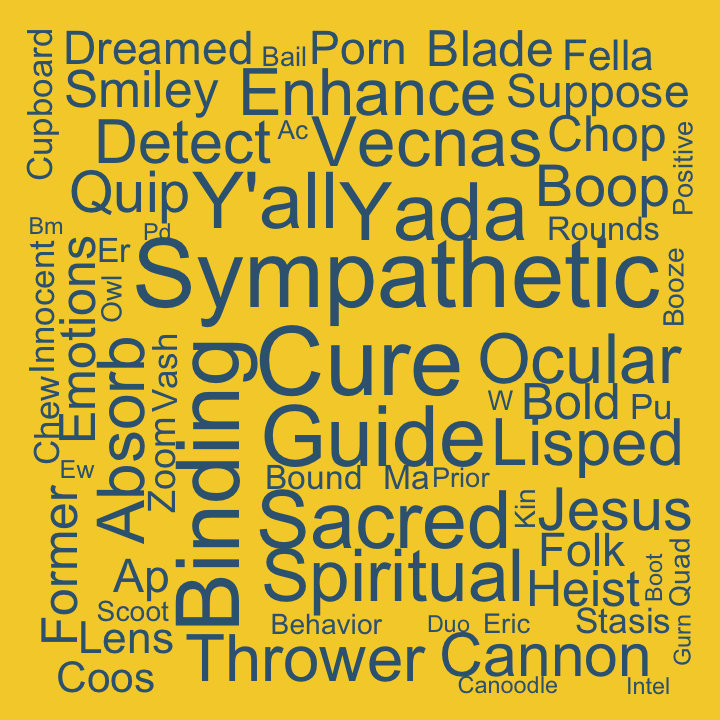 Cupboard
Dreamed
Bail
Porn
Blade
Fella
Smiley
Enhance
Suppose
Detect
Ac
Vecnas
Chop
Positive
Quip
Y'all
Yada
Boop
Bm
Pd
Rounds
Innocent
Emotions
Er
Owl
Sympathetic
Booze
Chew
Absorb
Vash
Zoom
Binding
Cure
Ocular
W
Bold
Pu
Guide
Lisped
Ew
Bound
Ma
Prior
Former
Sacred
Kin
Jesus
Folk
Ap
Spiritual
Heist
Boot
Quad
Scoot
Lens
Behavior
Duo
Eric
Stasis
Gurn
Thrower
Cannon
Coos
Canoodle
Intel